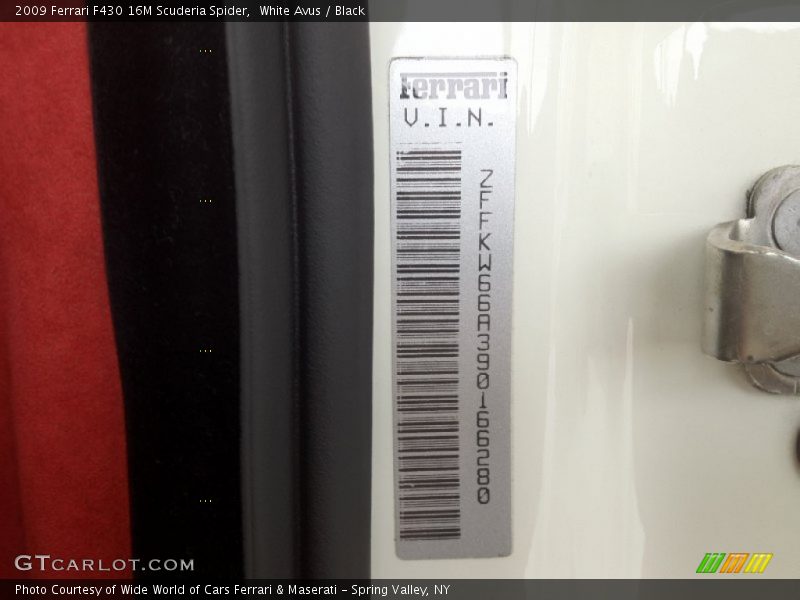 2009 Ferrari F430 16M Scuderia Spider, White Avus / Black
Ferrari
V.I.N.
ZFFKW66A390166280
GTCARLOT.COM
Photo Courtesy of Wide World of Cars Ferrari & Maserati – Spring Valley, NY